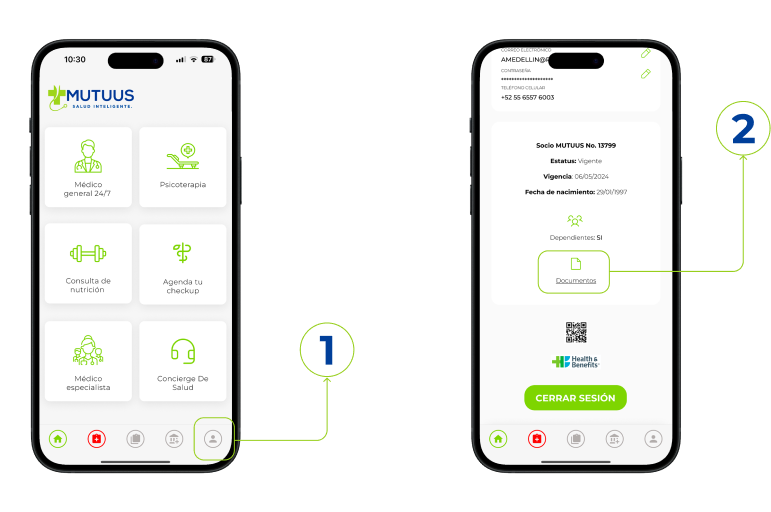 10:30
87
MUTUUS
SALUD INTELIGENTE.
Médico
general 24/7
Psicoterapia
Consulta de
nutrición
Agenda tu
checkup
Médico
especialista
Concierge De
Salud
1
CORREO ELECTRÓNICO
CONTRASEÑA
********************
TELÉFONO CELULAR
+52 55 6557 6003
Socio MUTUUS No. 13799
Estatus: Vigente
Vigencia: 06/05/2024
Fecha de nacimiento: 29/01/1997
Dependientes: SI
Documentos
Health &
Benefits
CERRAR SESIÓN
2